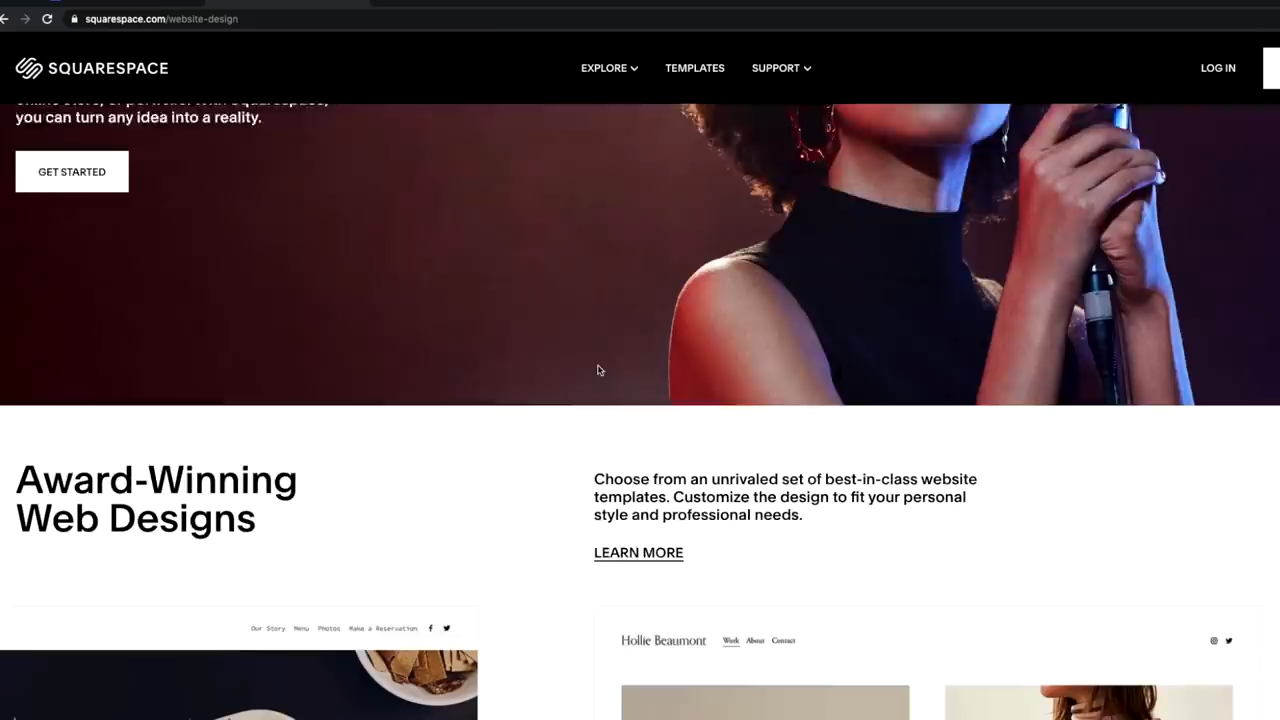 squarespace.com/website-design
SQUARESPACE
EXPLORE
TEMPLATES
SUPPORT
LOG IN
online store, or portfolio. With Squarespace,
you can turn any idea into a reality.
GET STARTED
Award-Winning
Web Designs
Choose from an unrivaled set of best-in-class website
templates. Customize the design to fit your personal
style and professional needs.
LEARN MORE
Our Story Menu Photos Make a Reservation
Hollie Beaumont Work About Contact